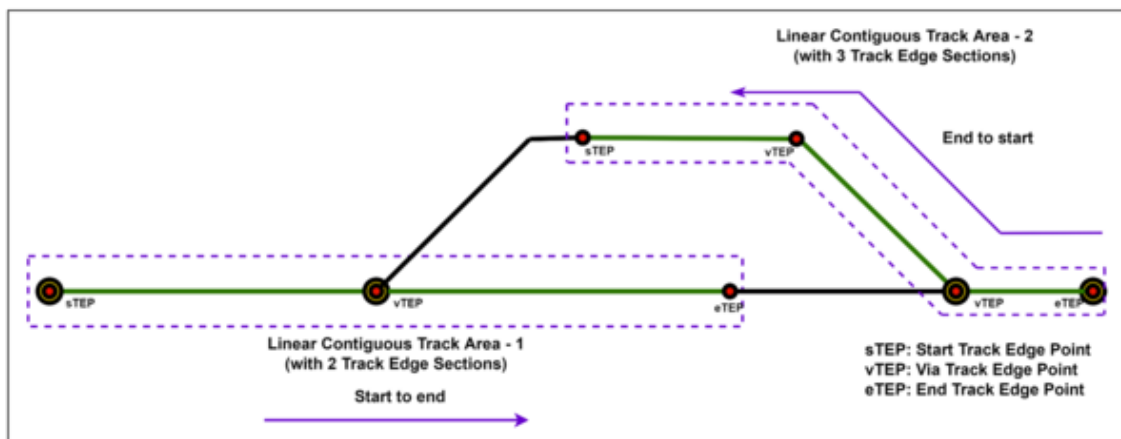 Linear Contiguous Track Area - 2
(with 3 Track Edge Sections)
End to start
sTEP
vTEP
sTEP
vTEP
eTEP
vTEP
eTEP
Linear Contiguous Track Area - 1
(with 2 Track Edge Sections)
Start to end
sTEP: Start Track Edge Point
vTEP: Via Track Edge Point
eTEP: End Track Edge Point